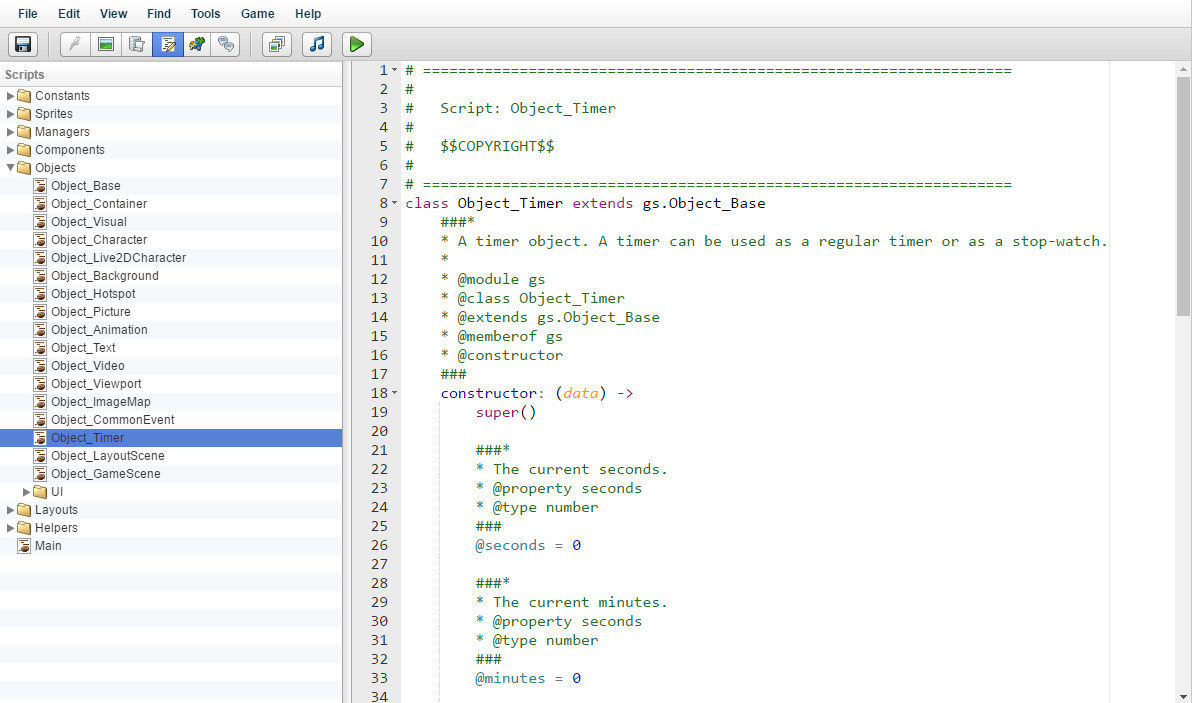 File Edit View Find Tools Game Help
Scripts
Constants
Sprites
Managers
Components
Objects
Object_Base
Object_Container
Object_Visual
Object_Character
Object_Live2DCharacter
Object_Background
Object_Hotspot
Object_Picture
Object_Animation
Object_Text
Object_Video
Object_Viewport
Object_ImageMap
Object_CommonEvent
Object_Timer
Object_LayoutScene
Object_GameScene
UI
Layouts
Helpers
Main
1 # ===================================================================
2 #
3 #   Script: Object_Timer
4 #
5 #   $$COPYRIGHT$$
6 #
7 # ===================================================================
8 class Object_Timer extends gs.Object_Base
9     ###*
10     * A timer object. A timer can be used as a regular timer or as a stop-watch.
11     *
12     * @module gs
13     * @class Object_Timer
14     * @extends gs.Object_Base
15     * @memberof gs
16     * @constructor
17     ###
18     constructor: (data) ->
19         super()
20
21         ###*
22         * The current seconds.
23         * @property seconds
24         * @type number
25         ###
26         @seconds = 0
27
28         ###*
29         * The current minutes.
30         * @property seconds
31         * @type number
32         ###
33         @minutes = 0
34